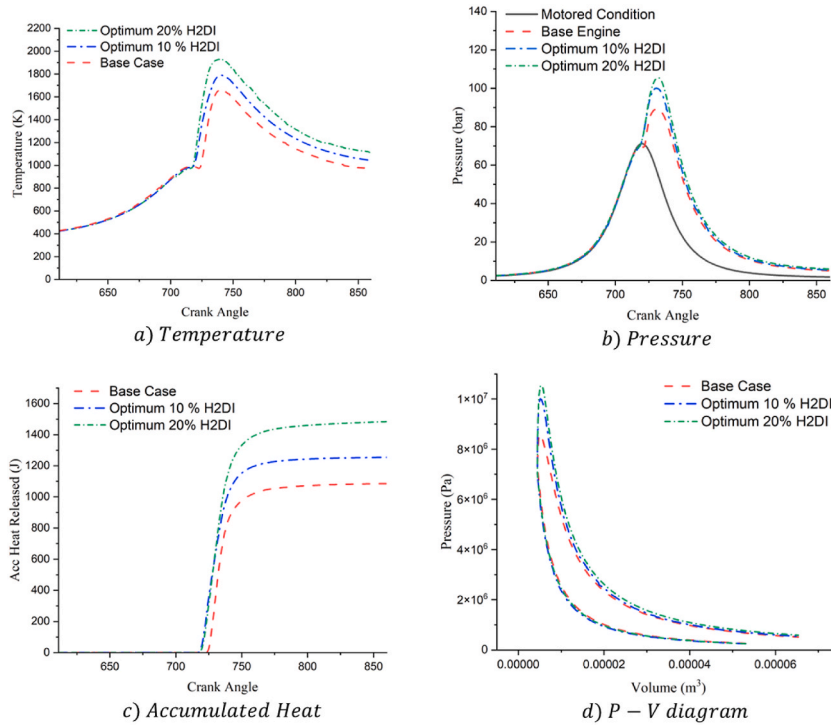 Optimum 20% H2DI
Optimum 10 % H2DI
Base Case
2200
2000
1800
1600
1400
1200
1000
800
600
400
200
0
Temperature (K)
650
700
750
800
850
Crank Angle
a) Temperature
Motored Condition
Base Engine
Optimum 10% H2DI
Optimum 20% H2DI
140
120
100
80
60
40
20
0
Pressure (bar)
650
700
750
800
850
Crank Angle
b) Pressure
Base Case
Optimum 10 % H2DI
Optimum 20% H2DI
1600
1400
1200
1000
800
600
400
200
0
Acc Heat Released (J)
650
700
750
800
850
Crank Angle
c) Accumulated Heat
Base Case
Optimum 10 % H2DI
Optimum 20% H2DI
1×10⁷
8×10⁶
6×10⁶
4×10⁶
2×10⁶
0
Pressure (Pa)
0.00000
0.00002
0.00004
0.00006
Volume (m³)
d) P − V diagram